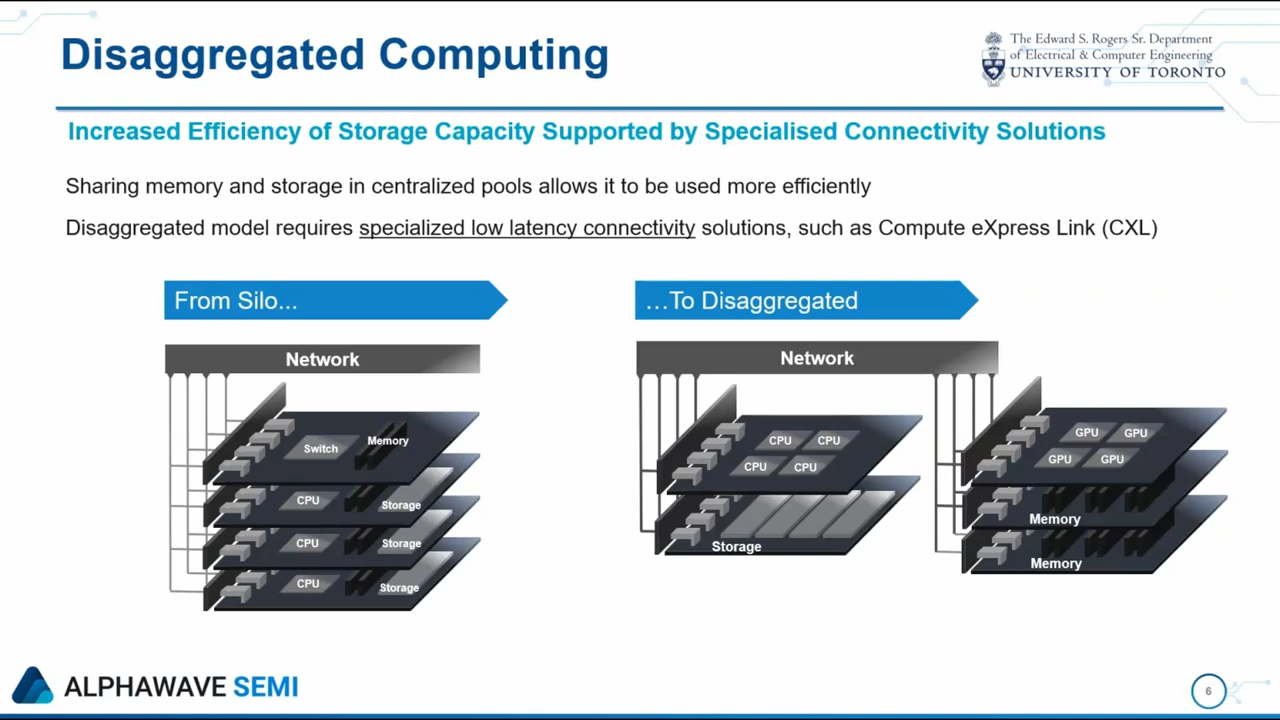 Disaggregated Computing
The Edward S. Rogers Sr. Department
of Electrical & Computer Engineering
UNIVERSITY OF TORONTO
Increased Efficiency of Storage Capacity Supported by Specialised Connectivity Solutions
Sharing memory and storage in centralized pools allows it to be used more efficiently
Disaggregated model requires specialized low latency connectivity solutions, such as Compute eXpress Link (CXL)
From Silo...
Network
Switch
Memory
CPU
Storage
CPU
Storage
CPU
Storage
…To Disaggregated
Network
CPU CPU
CPU CPU
Storage
GPU GPU
GPU GPU
Memory
Memory
ALPHAWAVE SEMI
6